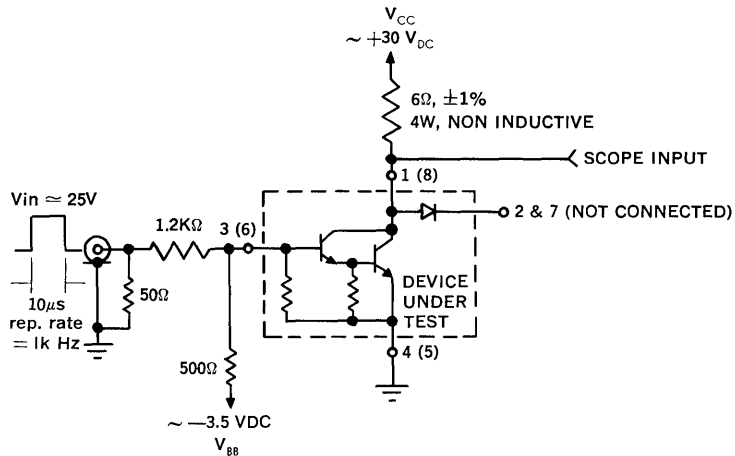 V_CC
~ +30 V_DC
6Ω, ±1%
4W, NON INDUCTIVE
SCOPE INPUT
1 (8)
Vin ≃ 25V
1.2KΩ
3 (6)
2 & 7 (NOT CONNECTED)
50Ω
10μs
rep. rate
= lk Hz
DEVICE
UNDER
TEST
4 (5)
500Ω
~ —3.5 VDC
V_BB